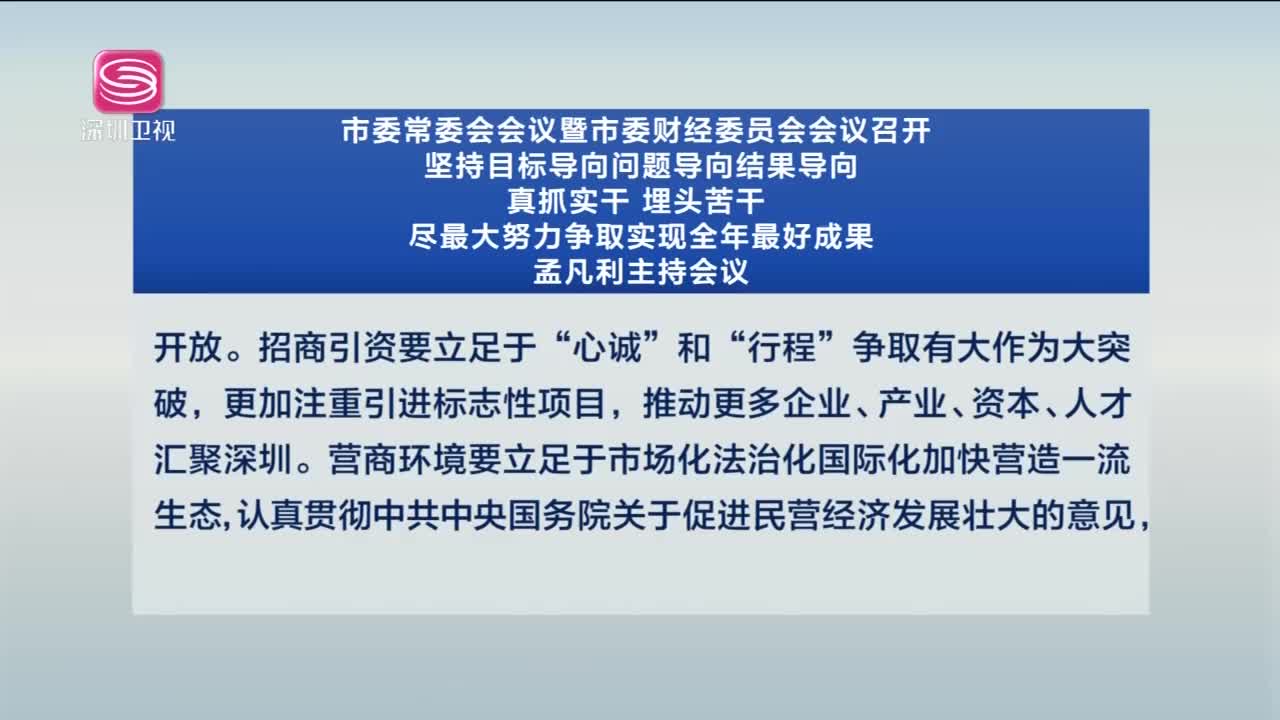 深圳卫视
市委常委会会议暨市委财经委员会会议召开
坚持目标导向问题导向结果导向
真抓实干 埋头苦干
尽最大努力争取实现全年最好成果
孟凡利主持会议
开放。招商引资要立足于“心诚”和“行程”争取有大作为大突
破，更加注重引进标志性项目，推动更多企业、产业、资本、人才
汇聚深圳。营商环境要立足于市场化法治化国际化加快营造一流
生态,认真贯彻中共中央国务院关于促进民营经济发展壮大的意见，